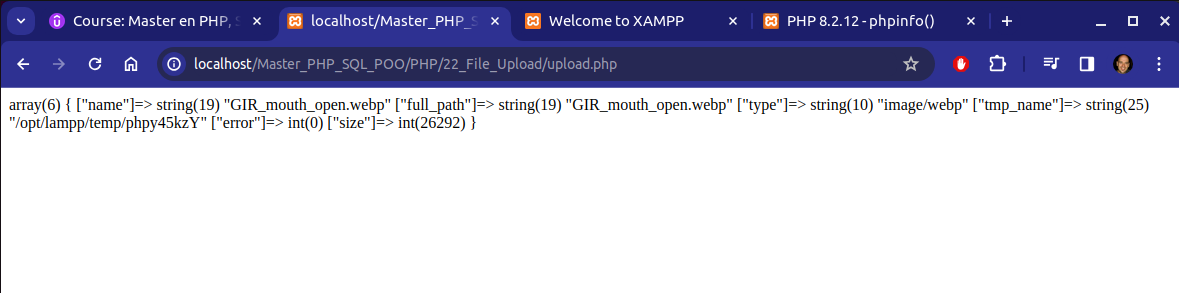 Course: Master en PHP, S
localhost/Master_PHP_S
Welcome to XAMPP
PHP 8.2.12 - phpinfo()
localhost/Master_PHP_SQL_POO/PHP/22_File_Upload/upload.php
array(6) { ["name"]=> string(19) "GIR_mouth_open.webp" ["full_path"]=> string(19) "GIR_mouth_open.webp" ["type"]=> string(10) "image/webp" ["tmp_name"]=> string(25)
"/opt/lampp/temp/phpy45kzY" ["error"]=> int(0) ["size"]=> int(26292) }